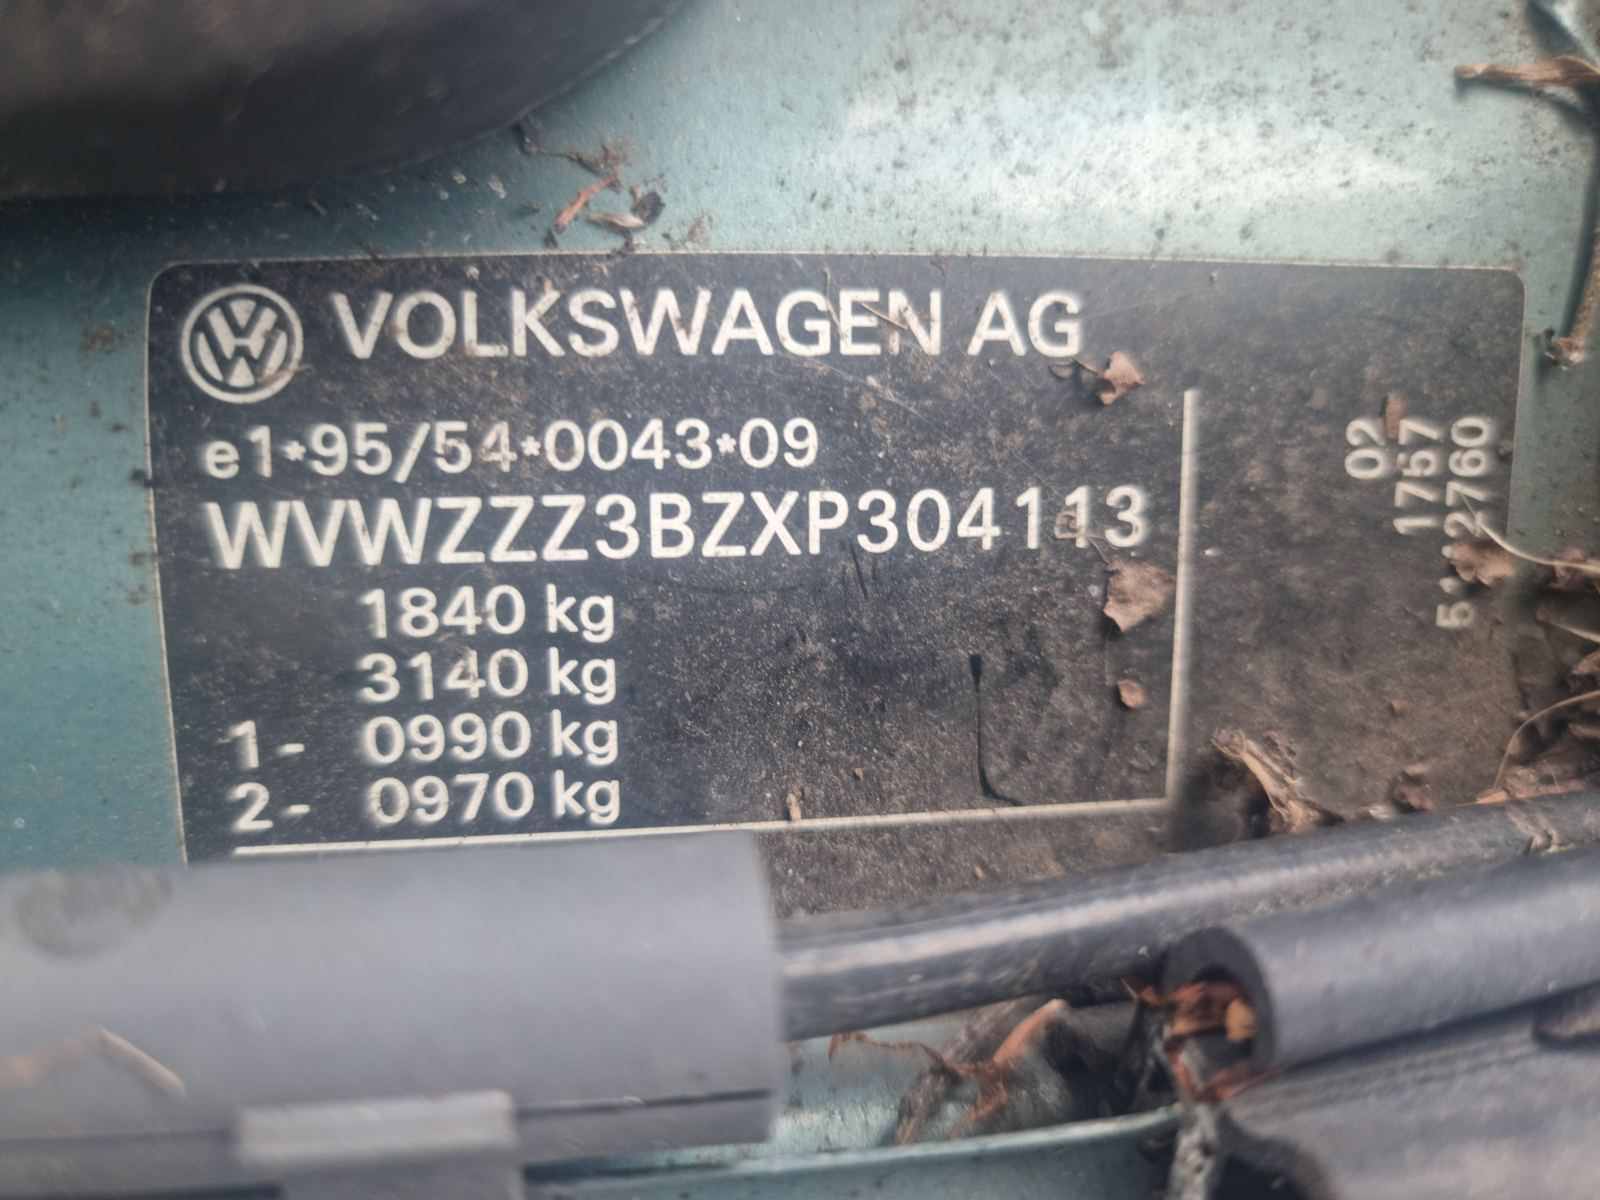 VOLKSWAGEN AG
e1*95/54*0043*09
WVWZZZ3BZXP304113
1840 kg
3140 kg
1- 0990 kg
2- 0970 kg
02
1757